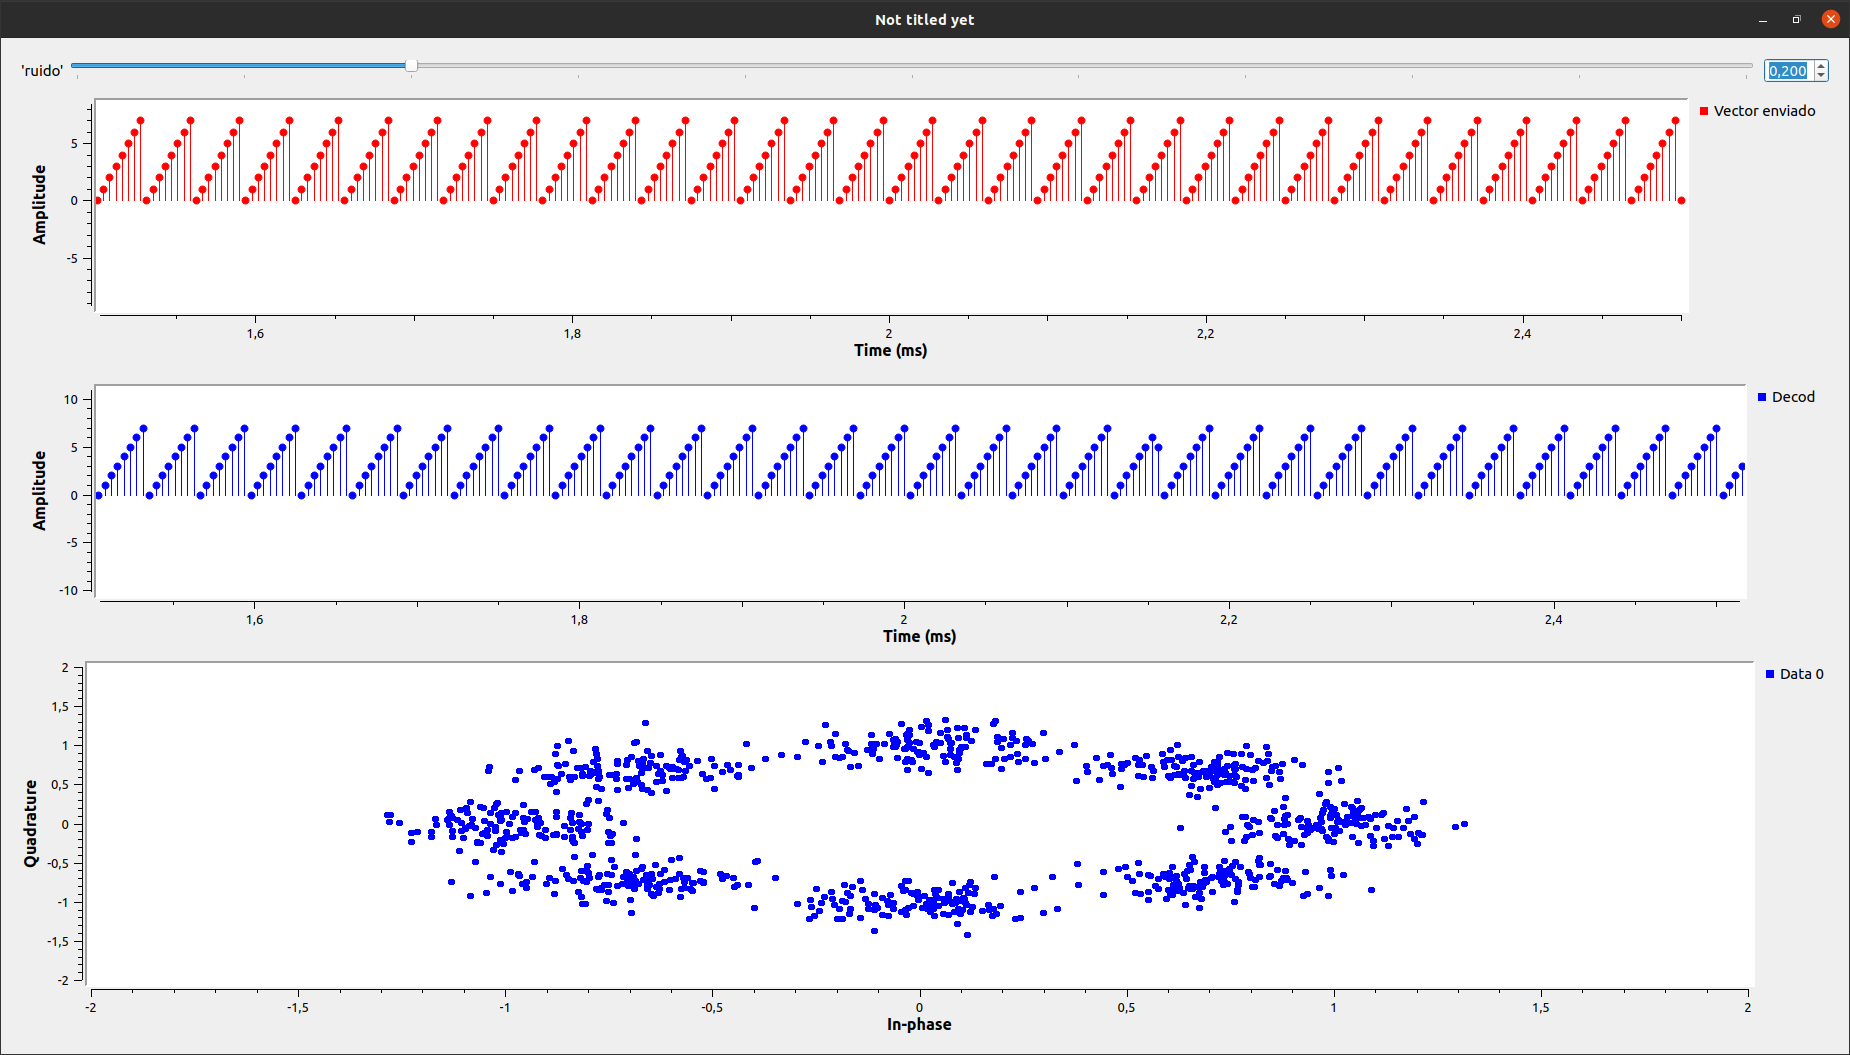 Not titled yet
'ruido'
0,200
Vector enviado
5
0
-5
Amplitude
1,6 1,8 2 2,2 2,4
Time (ms)
Decod
10
5
0
-5
-10
Amplitude
1,6 1,8 2 2,2 2,4
Time (ms)
Data 0
2
1,5
1
0,5
0
-0,5
-1
-1,5
-2
Quadrature
-2 -1,5 -1 -0,5 0 0,5 1 1,5 2
In-phase